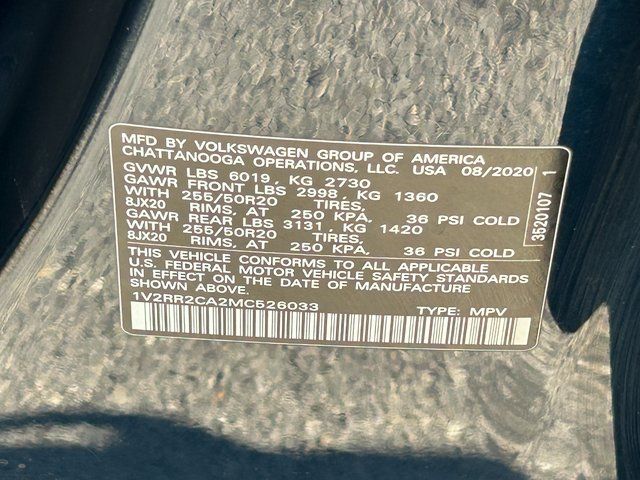 MFD BY VOLKSWAGEN GROUP OF AMERICA
CHATTANOOGA OPERATIONS, LLC. USA 08/2020
GVWR LBS 6019, KG 2730
GAWR FRONT LBS 2998, KG 1360
WITH 255/50R20 TIRES,
8JX20 RIMS, AT 250 KPA, 36 PSI COLD
GAWR REAR LBS 3131, KG 1420
WITH 255/50R20 TIRES,
8JX20 RIMS, AT 250 KPA, 36 PSI COLD
THIS VEHICLE CONFORMS TO ALL APPLICABLE
U.S. FEDERAL MOTOR VEHICLE SAFETY STANDARDS
IN EFFECT ON THE DATE OF MANUFACTURE
SHOWN ABOVE.
1V2RR2CA2MC526033 TYPE: MPV
3520107 1